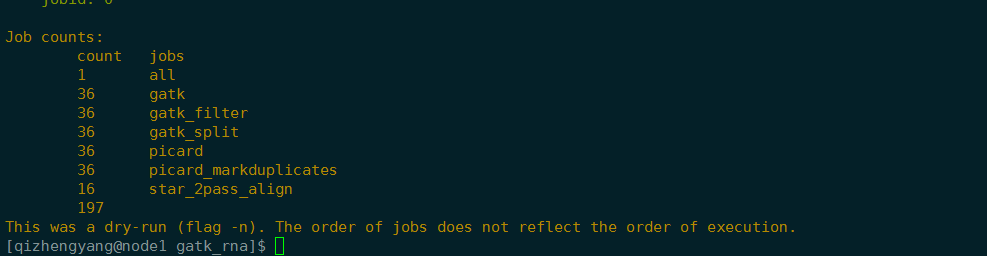 jobid: 0
Job counts:
count jobs
1 all
36 gatk
36 gatk_filter
36 gatk_split
36 picard
36 picard_markduplicates
16 star_2pass_align
197
This was a dry-run (flag -n). The order of jobs does not reflect the order of execution.
[qizhengyang@node1 gatk_rna]$